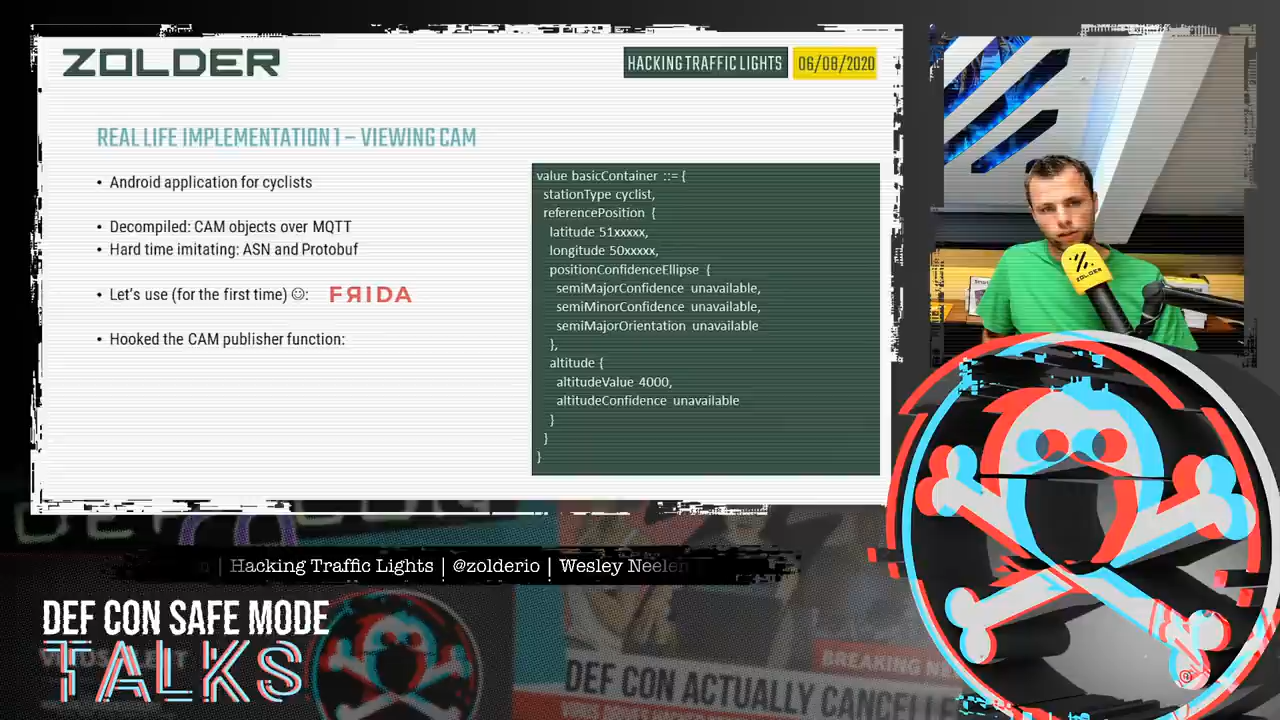 ZOLDER
HACKING TRAFFIC LIGHTS
06/08/2020
REAL LIFE IMPLEMENTATION 1 – VIEWING CAM
• Android application for cyclists
• Decompiled: CAM objects over MQTT
• Hard time imitating: ASN and Protobuf
• Let's use (for the first time) ☺: FRIDA
• Hooked the CAM publisher function:
value basicContainer ::= {
stationType cyclist,
referencePosition {
latitude 51xxxxx,
longitude 50xxxxx,
positionConfidenceEllipse {
semiMajorConfidence unavailable,
semiMinorConfidence unavailable,
semiMajorOrientation unavailable
},
altitude {
altitudeValue 4000,
altitudeConfidence unavailable
}
}
}
ZOLDER
| Hacking Traffic Lights | @zolderio | Wesley Neelen
DEF CON SAFE MODE
TALKS
BREAKING NE
DEF CON ACTUALLY CANCELLE
®